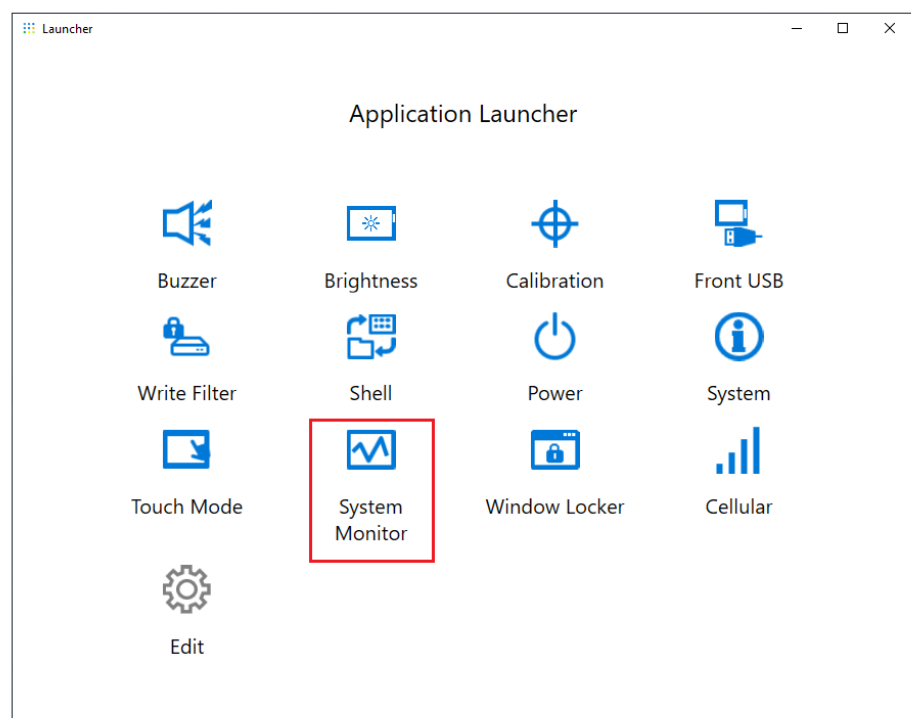 Launcher
Application Launcher
Buzzer
Brightness
Calibration
Front USB
Write Filter
Shell
Power
System
Touch Mode
System
Monitor
Window Locker
Cellular
Edit